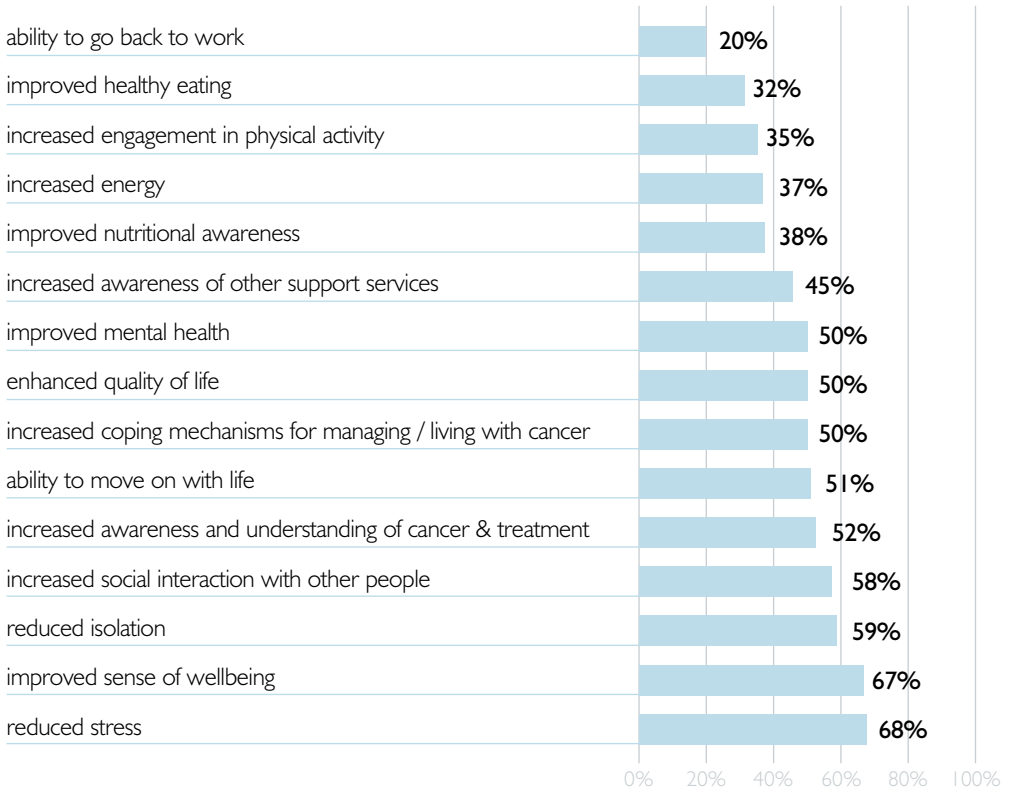 ability to go back to work 20%
improved healthy eating 32%
increased engagement in physical activity 35%
increased energy 37%
improved nutritional awareness 38%
increased awareness of other support services 45%
improved mental health 50%
enhanced quality of life 50%
increased coping mechanisms for managing / living with cancer 50%
ability to move on with life 51%
increased awareness and understanding of cancer & treatment 52%
increased social interaction with other people 58%
reduced isolation 59%
improved sense of wellbeing 67%
reduced stress 68%
0% 20% 40% 60% 80% 100%